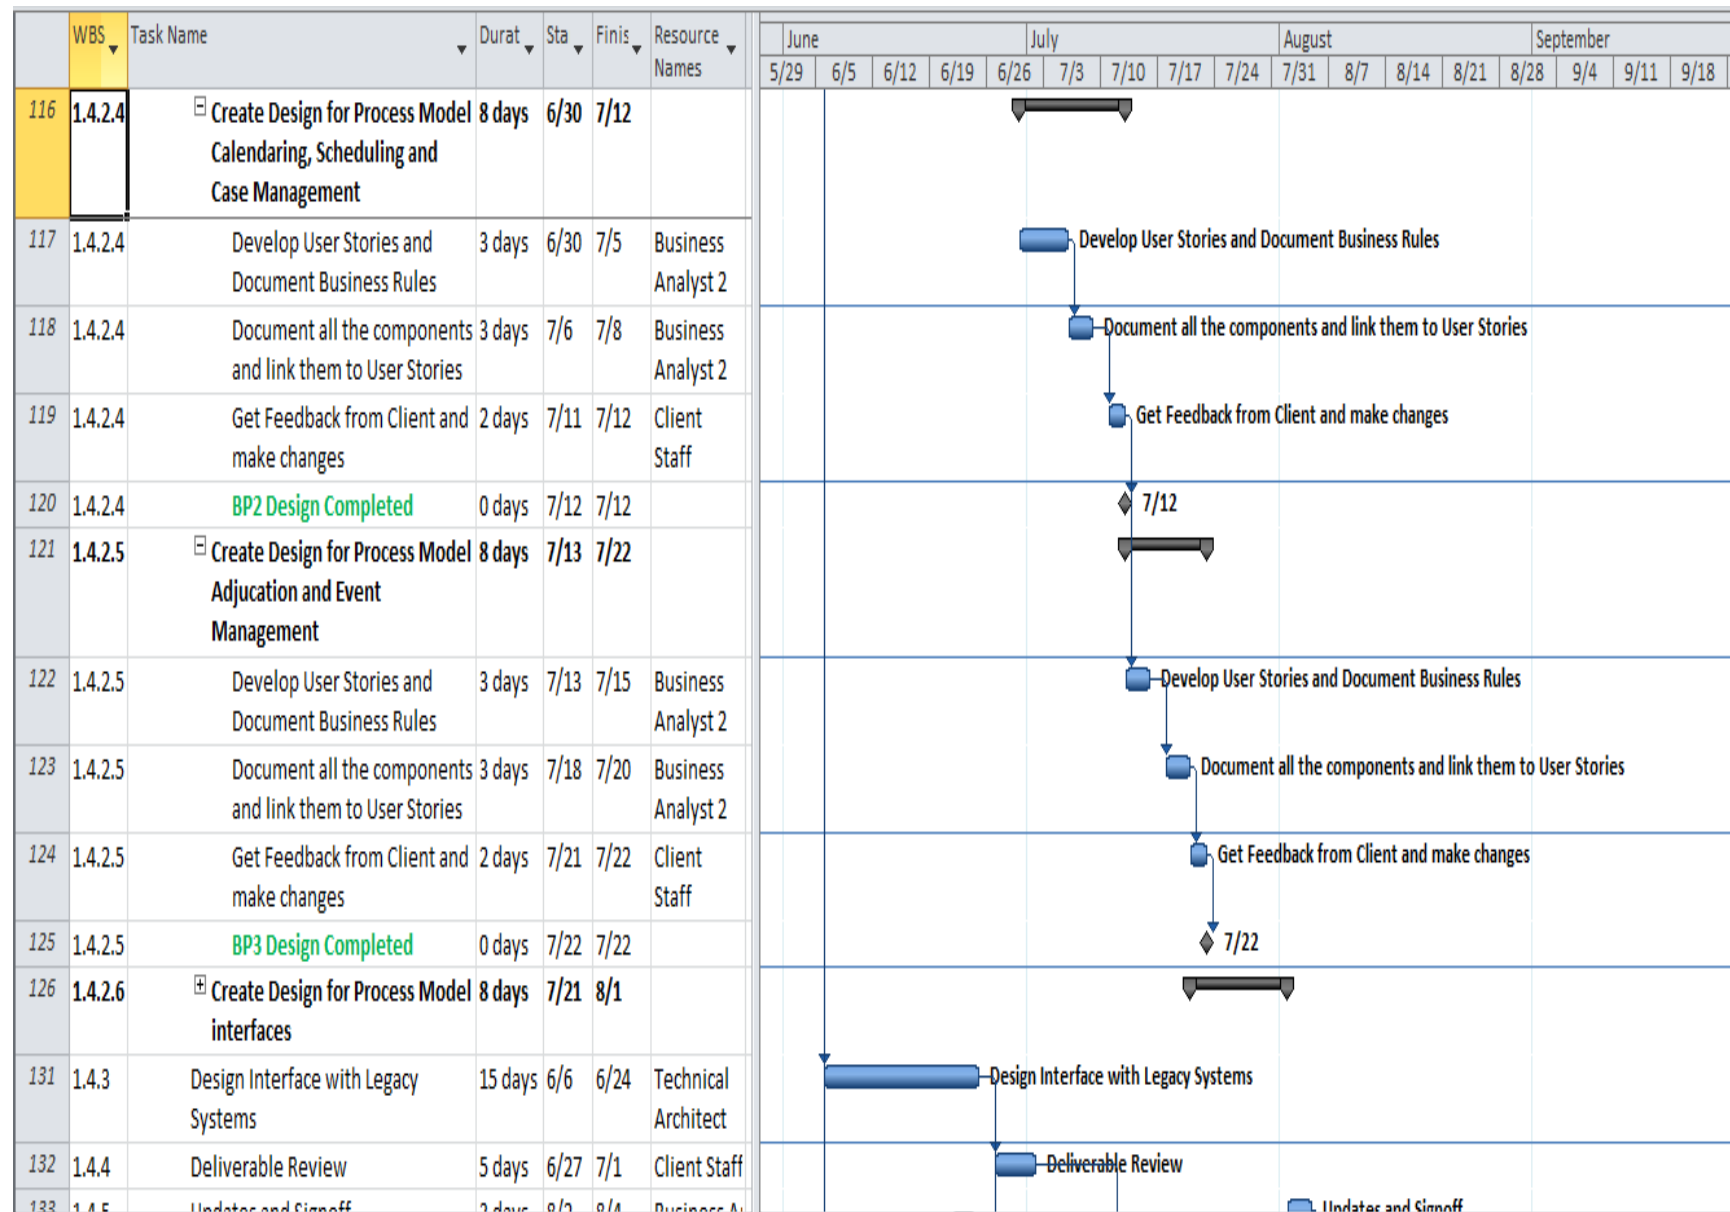 WBS Task Name Durat Sta Finis Resource Names
June July August September
5/29 6/5 6/12 6/19 6/26 7/3 7/10 7/17 7/24 7/31 8/7 8/14 8/21 8/28 9/4 9/11 9/18
116 1.4.2.4 Create Design for Process Model 8 days 6/30 7/12
Calendaring, Scheduling and
Case Management
117 1.4.2.4 Develop User Stories and 3 days 6/30 7/5 Business Develop User Stories and Document Business Rules
Document Business Rules Analyst 2
118 1.4.2.4 Document all the components 3 days 7/6 7/8 Business Document all the components and link them to User Stories
and link them to User Stories Analyst 2
119 1.4.2.4 Get Feedback from Client and 2 days 7/11 7/12 Client Get Feedback from Client and make changes
make changes Staff
120 1.4.2.4 BP2 Design Completed 0 days 7/12 7/12 7/12
121 1.4.2.5 Create Design for Process Model 8 days 7/13 7/22
Adjucation and Event
Management
122 1.4.2.5 Develop User Stories and 3 days 7/13 7/15 Business Develop User Stories and Document Business Rules
Document Business Rules Analyst 2
123 1.4.2.5 Document all the components 3 days 7/18 7/20 Business Document all the components and link them to User Stories
and link them to User Stories Analyst 2
124 1.4.2.5 Get Feedback from Client and 2 days 7/21 7/22 Client Get Feedback from Client and make changes
make changes Staff
125 1.4.2.5 BP3 Design Completed 0 days 7/22 7/22 7/22
126 1.4.2.6 Create Design for Process Model 8 days 7/21 8/1
interfaces
131 1.4.3 Design Interface with Legacy 15 days 6/6 6/24 Technical Design Interface with Legacy Systems
Systems Architect
132 1.4.4 Deliverable Review 5 days 6/27 7/1 Client Staff Deliverable Review
133 1.4.5 Updates and Signoff 8/4 Business Updates and Signoff